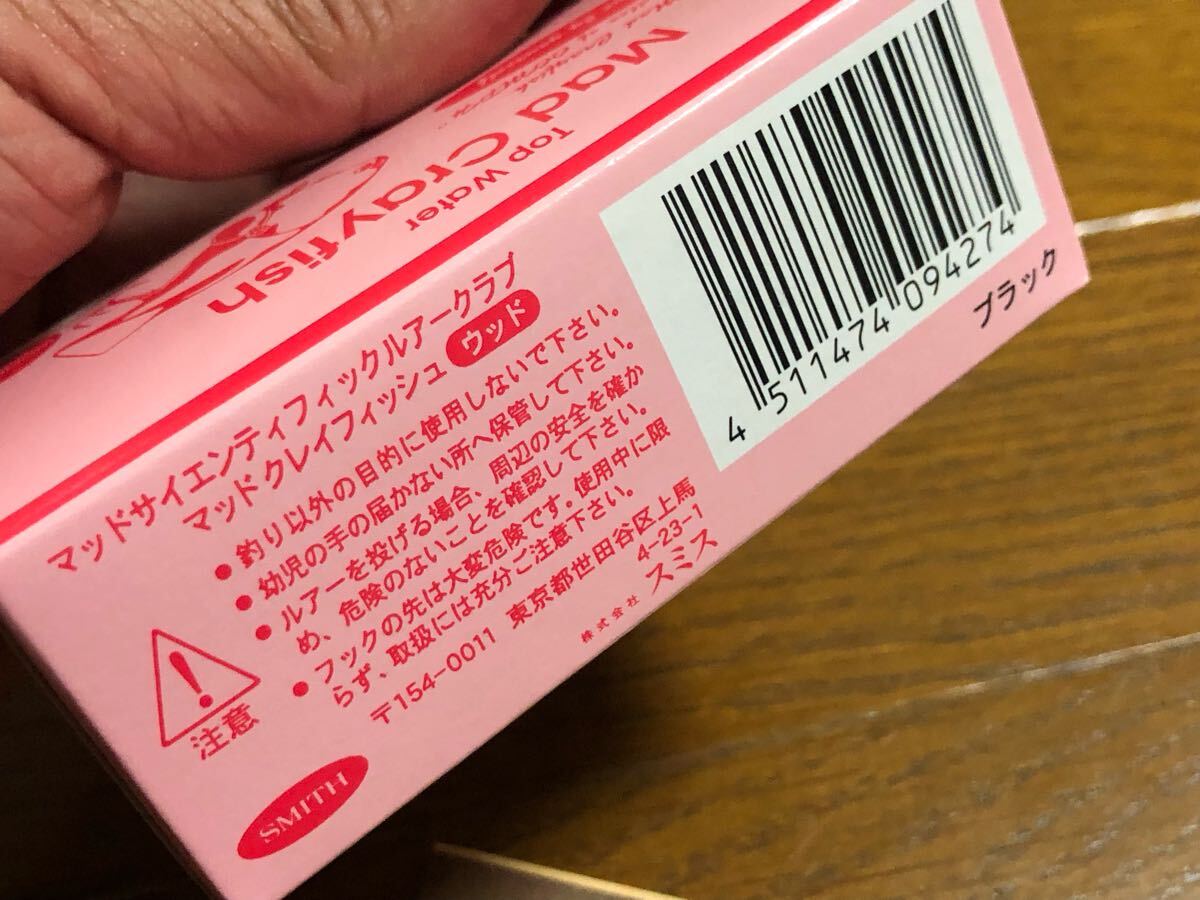 Top Water
Mad Crayfish
マッドサイエンティフィックルアークラブ
マッドクレイフィッシュ ウッド
●釣り以外の目的に使用しないで下さい。
●幼児の手の届かない所へ保管して下さい。
●ルアーを投げる場合、周辺の安全を確か
め、危険のないことを確認して下さい。
●フックの先は大変危険です。使用中に限
らず、取扱には充分ご注意下さい。
注意
〒154-0011 東京都世田谷区上馬
4-23-1
株式会社 スミス
SMITH
4 511474 094274
ブラック